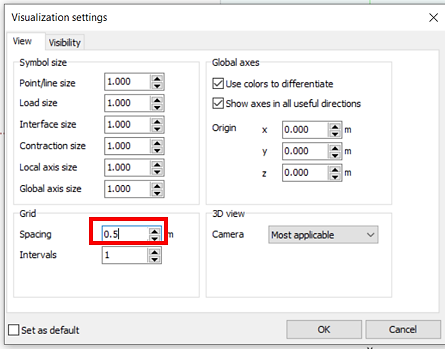 Visualization settings
View
Visibility
Symbol size
Point/line size 1.000
Load size 1.000
Interface size 1.000
Contraction size 1.000
Local axis size 1.000
Global axis size 1.000
Global axes
Use colors to differentiate
Show axes in all useful directions
Origin x 0.000 m
y 0.000 m
z 0.000 m
Grid
Spacing 0.5 m
Intervals 1
3D view
Camera Most applicable
Set as default
OK
Cancel